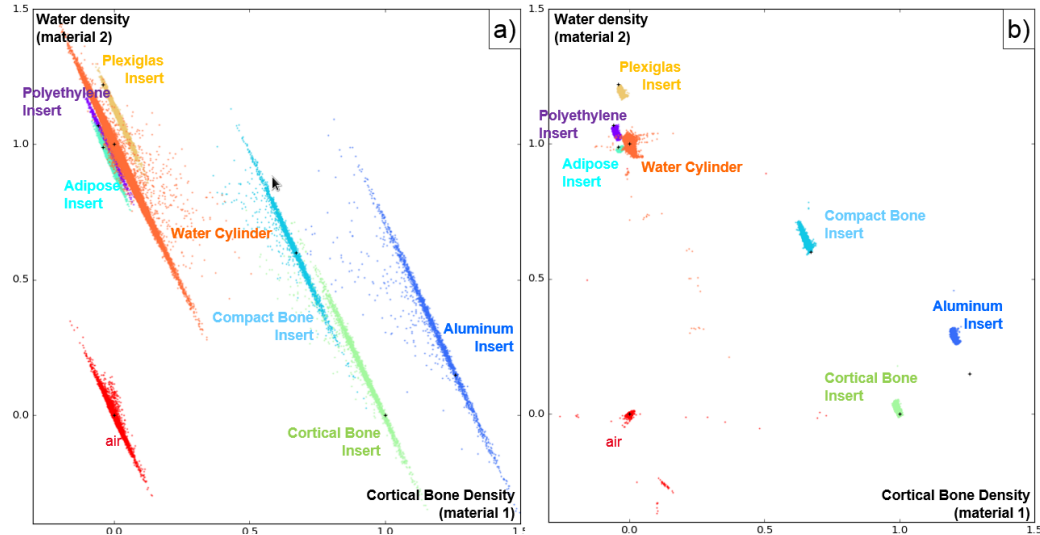 1.5
Water density
(material 2)
a)
Plexiglas
Insert
Polyethylene
Insert
1.0
Adipose
Insert
Water Cylinder
0.5
Compact Bone
Insert
Aluminum
Insert
0.0
air
Cortical Bone
Insert
Cortical Bone Density
(material 1)
0.0
0.5
1.0
1.5
1.5
Water density
(material 2)
b)
Plexiglas
Insert
Polyethylene
Insert
1.0
Adipose
Insert
Water Cylinder
Compact Bone
Insert
0.5
Aluminum
Insert
Cortical Bone
Insert
0.0
air
Cortical Bone Density
(material 1)
0.0
0.5
1.0
1.5